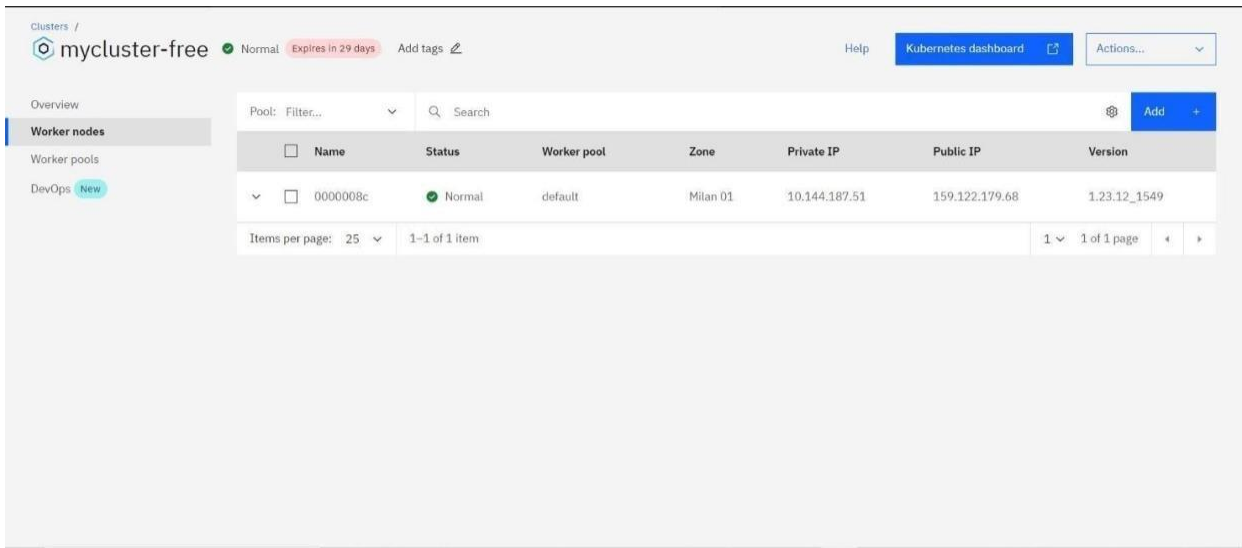 Clusters /
mycluster-free Normal Expires in 29 days Add tags Help Kubernetes dashboard Actions...
Overview
Worker nodes
Worker pools
DevOps New
Pool: Filter... Search Add +
Name Status Worker pool Zone Private IP Public IP Version
0000008c Normal default Milan 01 10.144.187.51 159.122.179.68 1.23.12_1549
Items per page: 25 1–1 of 1 item 1 1 of 1 page